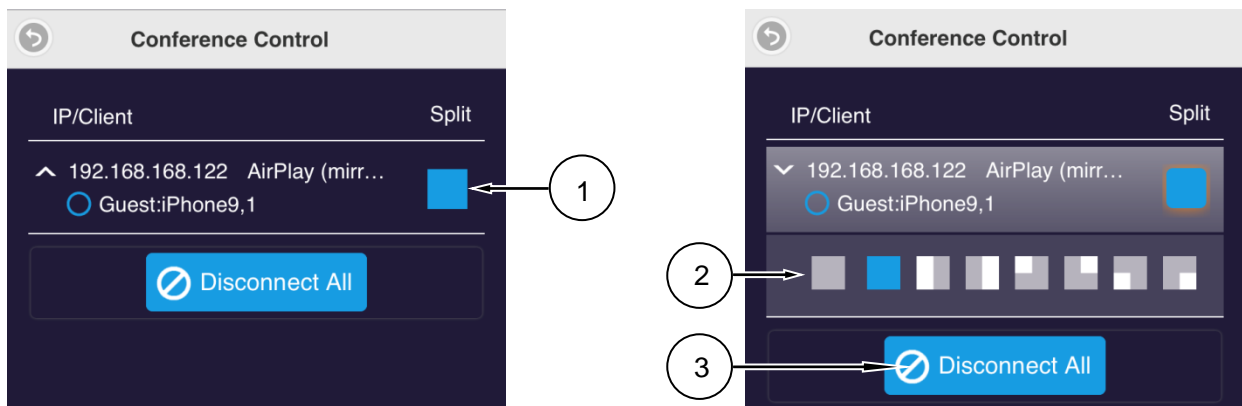 Conference Control
IP/Client Split
192.168.168.122 AirPlay (mirr...
Guest:iPhone9,1
Disconnect All
1
Conference Control
IP/Client Split
192.168.168.122 AirPlay (mirr...
Guest:iPhone9,1
2
3
Disconnect All